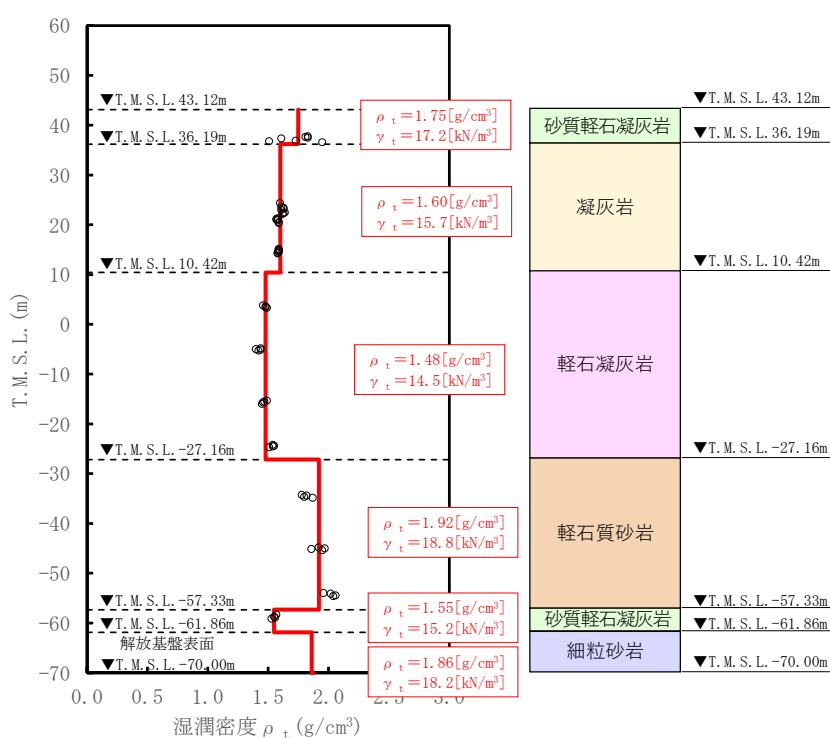 60
50
40
30
20
10
0
-10
-20
-30
-40
-50
-60
-70
T.M.S.L.(m)
0.0
0.5
1.0
1.5
2.0
3.0
湿潤密度 ρt (g/cm³)
▼T.M.S.L.43.12m
▼T.M.S.L.36.19m
▼T.M.S.L.10.42m
▼T.M.S.L.-27.16m
▼T.M.S.L.-57.33m
▼T.M.S.L.-61.86m
解放基盤表面
▼T.M.S.L.-70.00m
ρt=1.75[g/cm³]
γt=17.2[kN/m³]
ρt=1.60[g/cm³]
γt=15.7[kN/m³]
ρt=1.48[g/cm³]
γt=14.5[kN/m³]
ρt=1.92[g/cm³]
γt=18.8[kN/m³]
ρt=1.55[g/cm³]
γt=15.2[kN/m³]
ρt=1.86[g/cm³]
γt=18.2[kN/m³]
砂質軽石凝灰岩
凝灰岩
軽石凝灰岩
軽石質砂岩
砂質軽石凝灰岩
細粒砂岩
▼T.M.S.L.43.12m
▼T.M.S.L.36.19m
▼T.M.S.L.10.42m
▼T.M.S.L.-27.16m
▼T.M.S.L.-57.33m
▼T.M.S.L.-61.86m
▼T.M.S.L.-70.00m